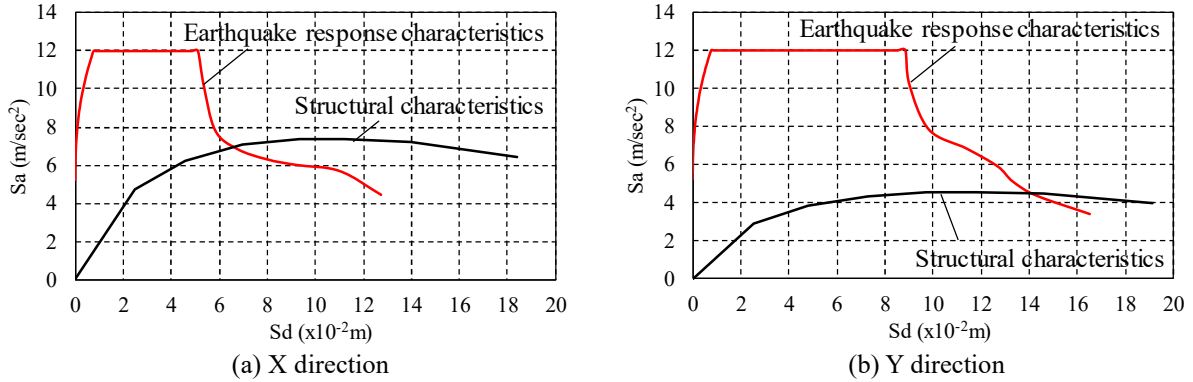 14
12
10
8
6
4
2
0
Sa (m/sec²)
Earthquake response characteristics
Structural characteristics
0 2 4 6 8 10 12 14 16 18 20
Sd (x10⁻²m)
(a) X direction
14
12
10
8
6
4
2
0
Sa (m/sec²)
Earthquake response characteristics
Structural characteristics
0 2 4 6 8 10 12 14 16 18 20
Sd (x10⁻²m)
(b) Y direction